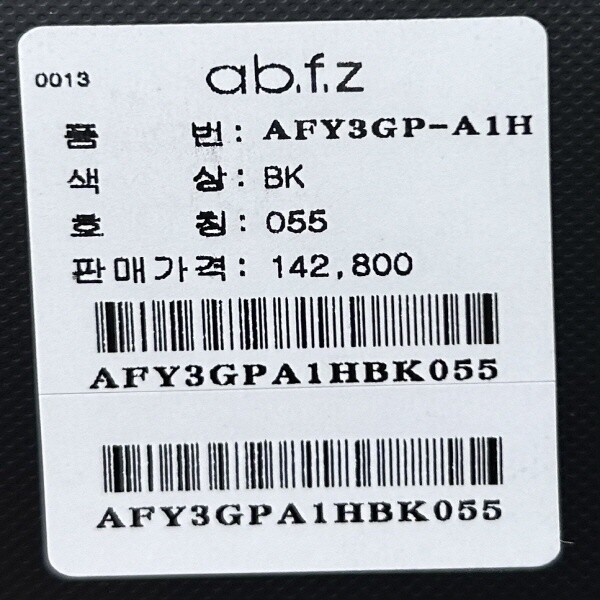 0013 ab.f.z
품 번: AFY3GP-A1H
색 상: BK
호 칭: 055
판매가격: 142,800
AFY3GPA1HBK055
AFY3GPA1HBK055